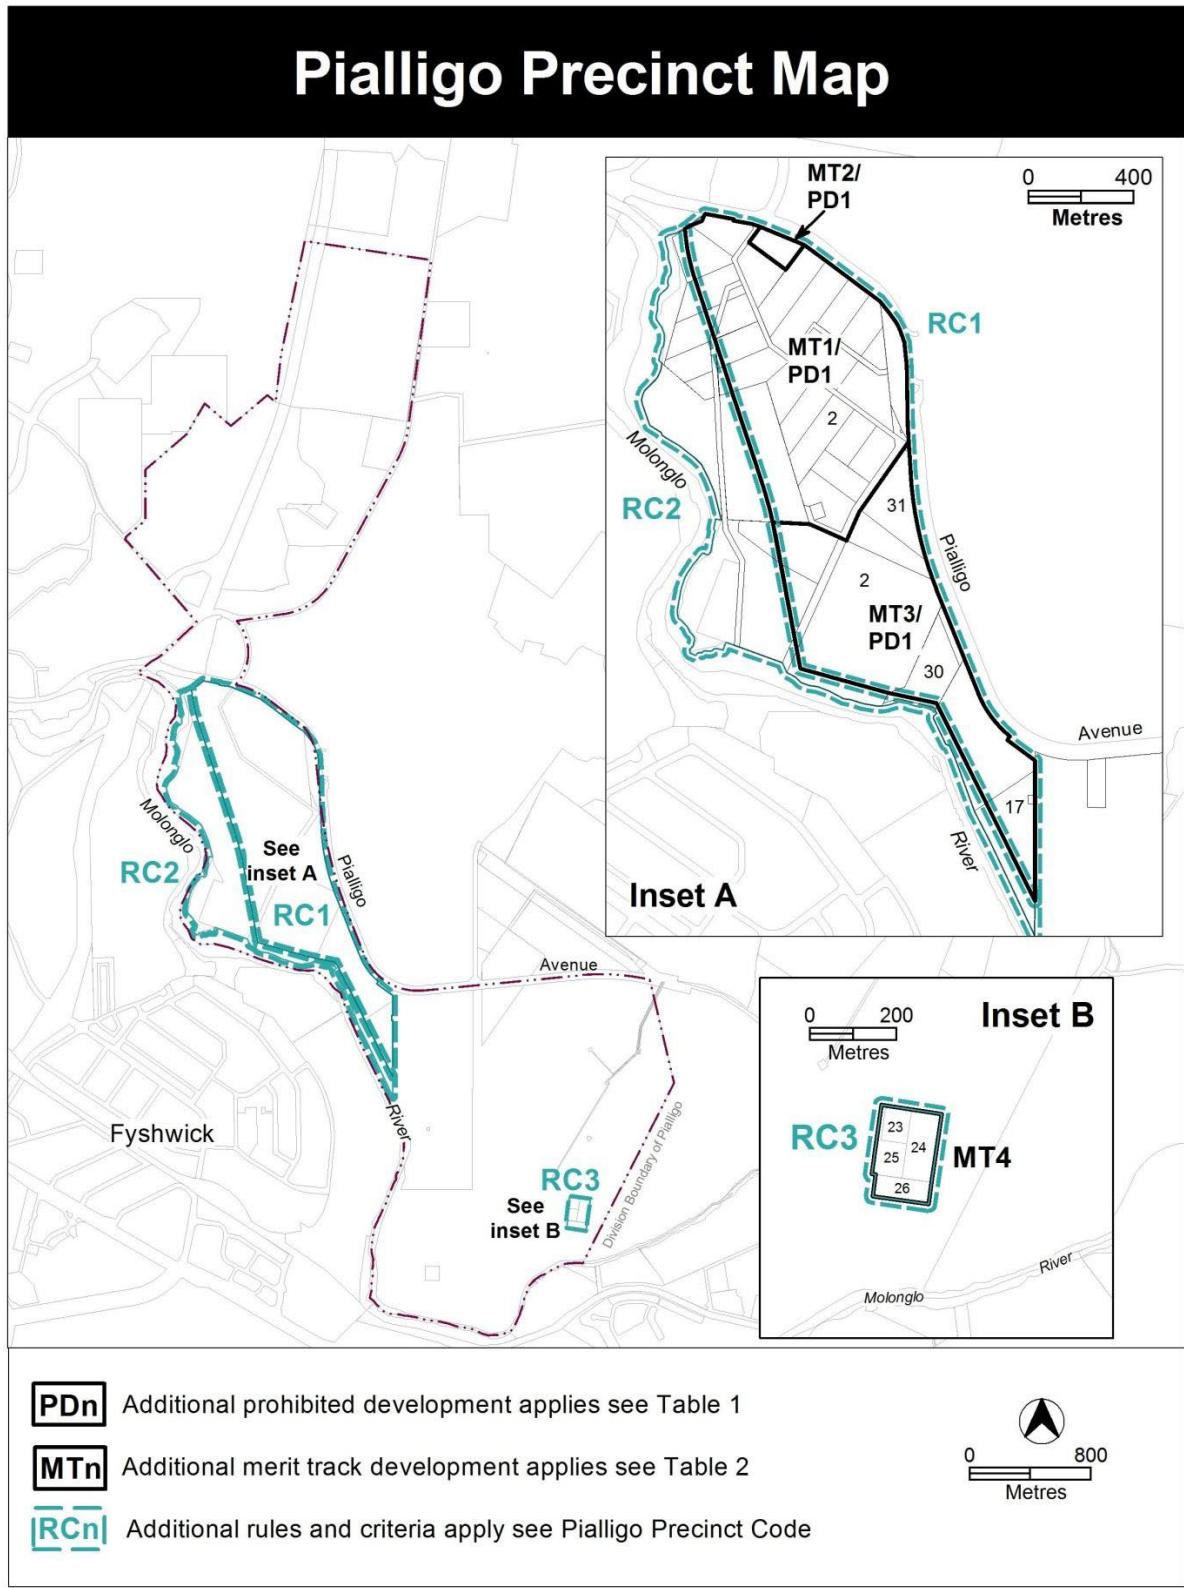 Pialligo Precinct Map
MT2/
PD1
0 400
Metres
RC1
MT1/
PD1
2
Molonglo
RC2
31
Pialligo
2
MT3/
PD1
30
Avenue
17
River
Inset A
Molonglo
RC2
See
inset A
Pialligo
RC1
Avenue
River
Fyshwick
RC3
See
inset B
Division Boundary of Pialligo
Inset B
0 200
Metres
RC3
23
24
25
26
MT4
River
Molonglo
PDn Additional prohibited development applies see Table 1
MTn Additional merit track development applies see Table 2
RCn Additional rules and criteria apply see Pialligo Precinct Code
0 800
Metres